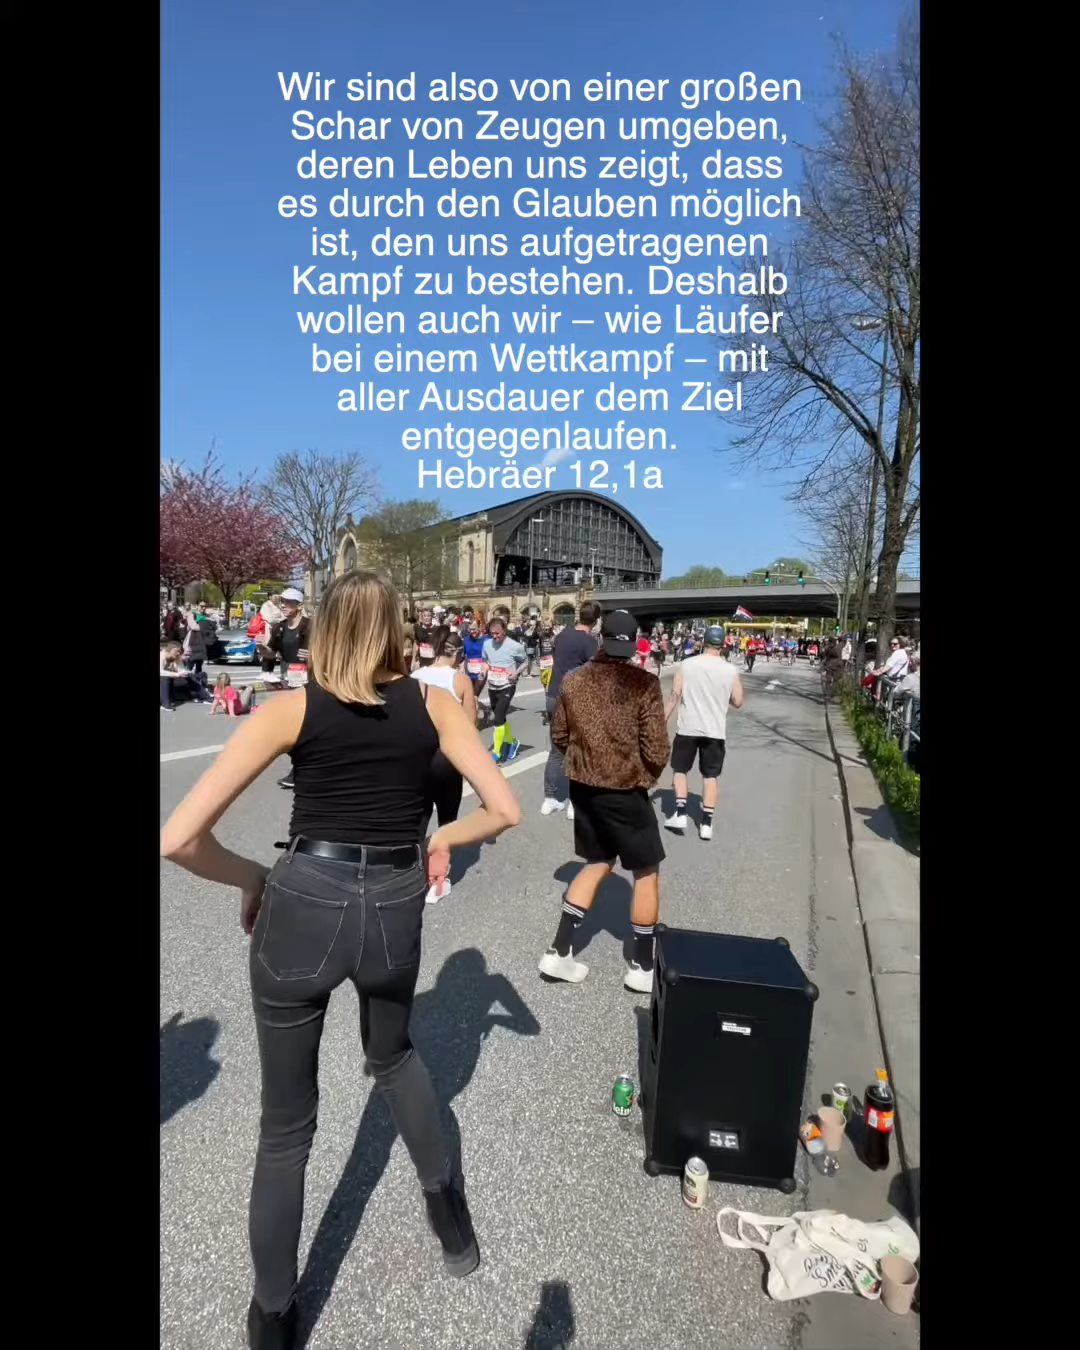 Wir sind also von einer großen
Schar von Zeugen umgeben,
deren Leben uns zeigt, dass
es durch den Glauben möglich
ist, den uns aufgetragenen
Kampf zu bestehen. Deshalb
wollen auch wir – wie Läufer
bei einem Wettkampf – mit
aller Ausdauer dem Ziel
entgegenlaufen.
Hebräer 12,1a